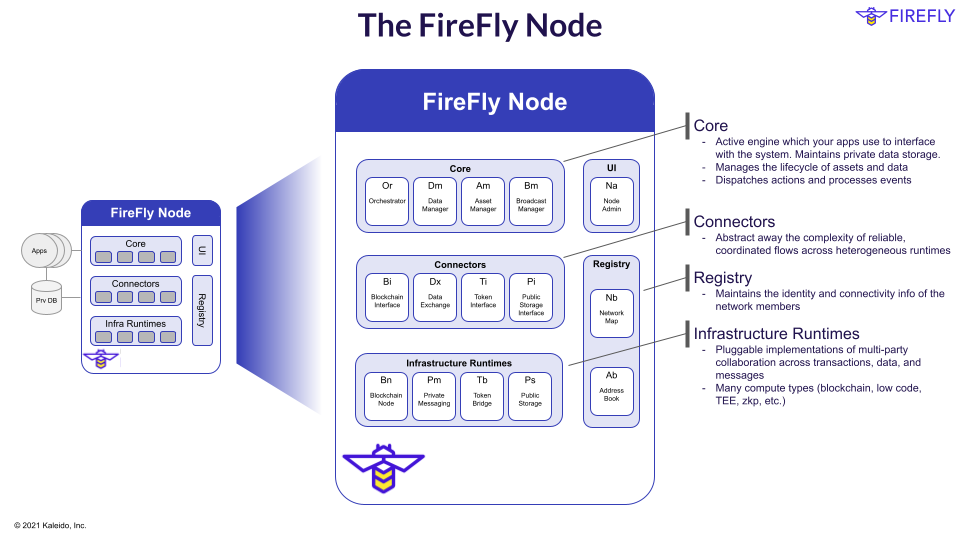 The FireFly Node
FIREFLY
FireFly Node
Core
Connectors
Infra Runtimes
UI
Registry
Apps
Prv DB
FireFly Node
Core
Or
Orchestrator
Dm
Data
Manager
Am
Asset
Manager
Bm
Broadcast
Manager
UI
Na
Node
Admin
Connectors
Bi
Blockchain
Interface
Dx
Data
Exchange
Ti
Token
Interface
Pi
Public
Storage
Interface
Registry
Nb
Network
Map
Ab
Address
Book
Infrastructure Runtimes
Bn
Blockchain
Node
Pm
Private
Messaging
Tb
Token
Bridge
Ps
Public
Storage
Core
- Active engine which your apps use to interface
with the system. Maintains private data storage.
- Manages the lifecycle of assets and data
- Dispatches actions and processes events
Connectors
- Abstract away the complexity of reliable,
coordinated flows across heterogeneous runtimes
Registry
- Maintains the identity and connectivity info of the
network members
Infrastructure Runtimes
- Pluggable implementations of multi-party
collaboration across transactions, data, and
messages
- Many compute types (blockchain, low code,
TEE, zkp, etc.)
© 2021 Kaleido, Inc.